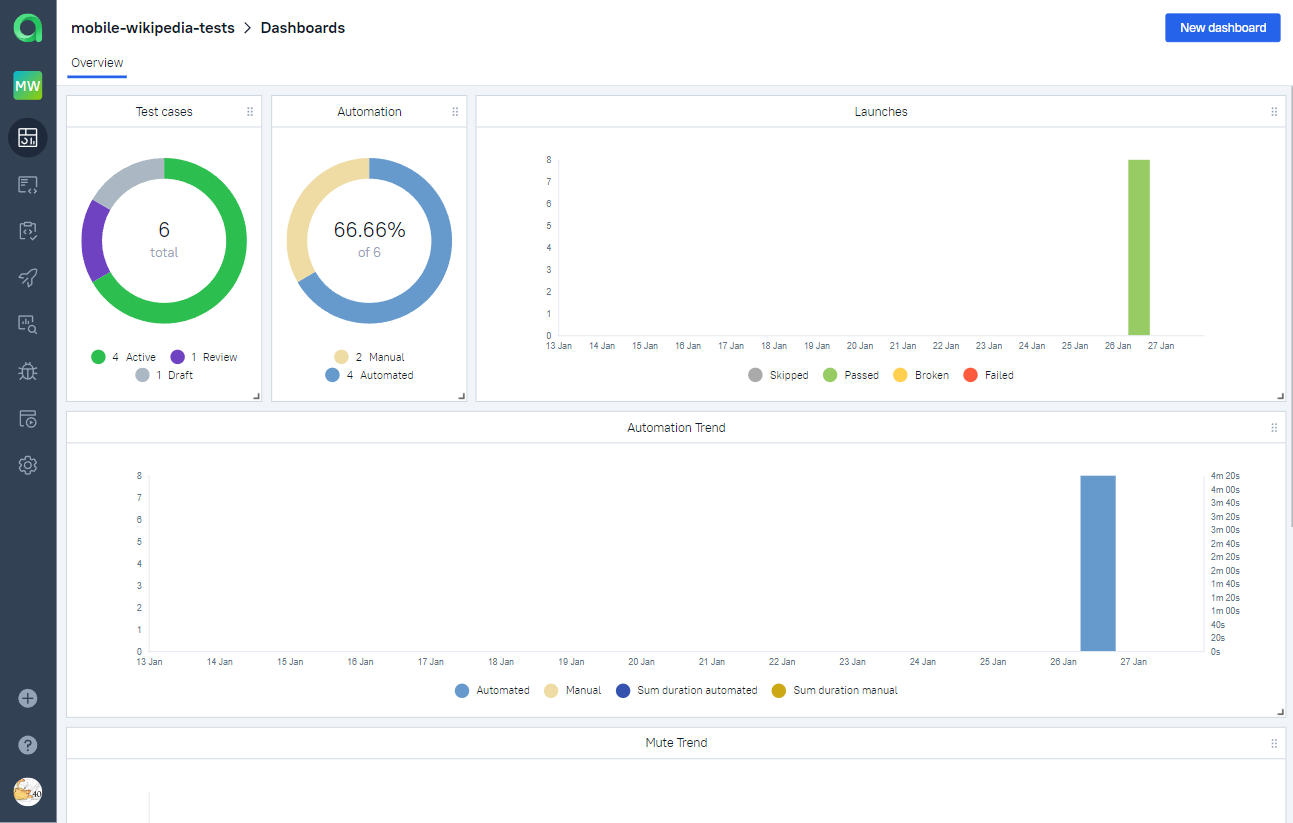 mobile-wikipedia-tests > Dashboards
New dashboard
Overview
MW
Test cases
6
total
4 Active
1 Review
1 Draft
Automation
66.66%
of 6
2 Manual
4 Automated
Launches
8
7
6
5
4
3
2
1
0
13 Jan 14 Jan 15 Jan 16 Jan 17 Jan 18 Jan 19 Jan 20 Jan 21 Jan 22 Jan 23 Jan 24 Jan 25 Jan 26 Jan 27 Jan
Skipped Passed Broken Failed
Automation Trend
8
7
6
5
4
3
2
1
0
4m 20s
4m 00s
3m 40s
3m 20s
3m 00s
2m 40s
2m 20s
2m 00s
1m 40s
1m 20s
1m 00s
40s
20s
0s
13 Jan 14 Jan 15 Jan 16 Jan 17 Jan 18 Jan 19 Jan 20 Jan 21 Jan 22 Jan 23 Jan 24 Jan 25 Jan 26 Jan 27 Jan
Automated Manual Sum duration automated Sum duration manual
Mute Trend
?
40